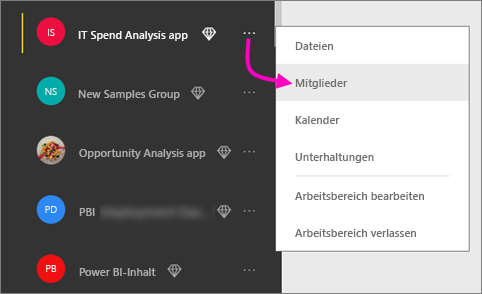 IS IT Spend Analysis app ...
NS New Samples Group ...
Opportunity Analysis app ...
PD PBI ...
PB Power BI-Inhalt ...
Dateien
Mitglieder
Kalender
Unterhaltungen
Arbeitsbereich bearbeiten
Arbeitsbereich verlassen